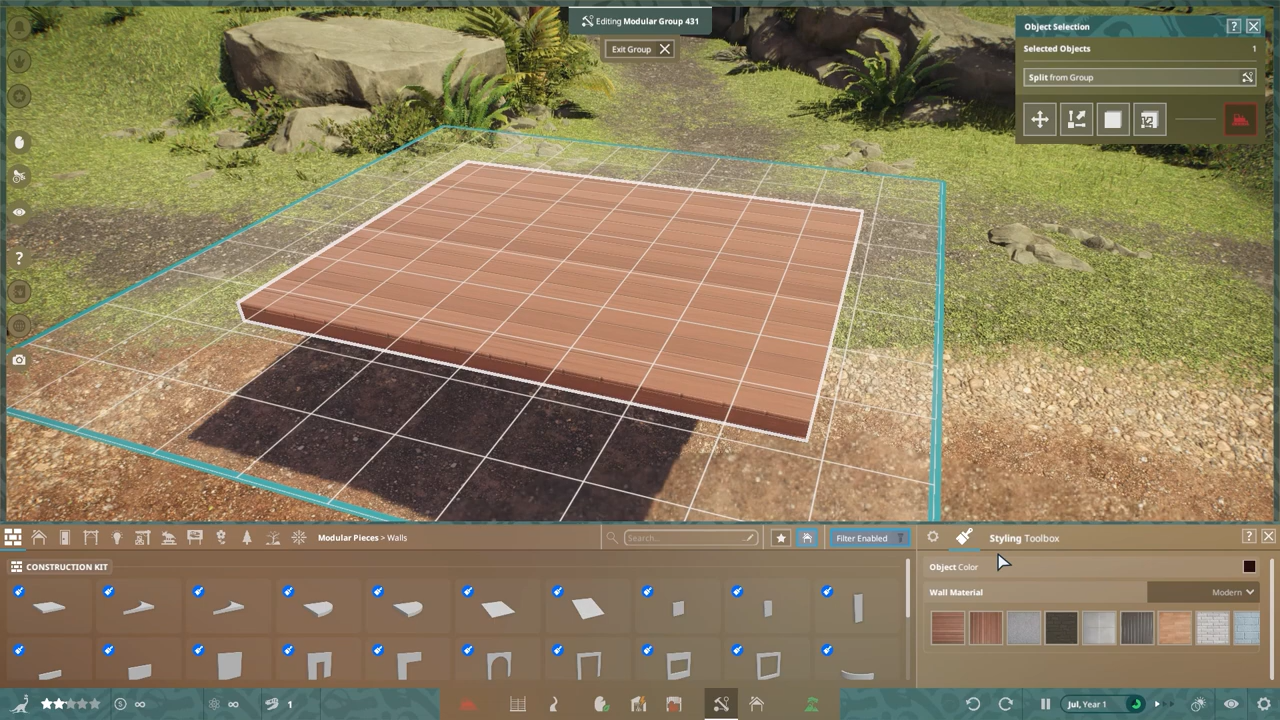 Editing Modular Group 431
Exit Group
Object Selection
?
Selected Objects 1
Split from Group
12
?
Modular Pieces > Walls
Search...
Filter Enabled
Styling Toolbox
?
CONSTRUCTION KIT
Object Color
Wall Material
Modern
∞
∞
1
Jul, Year 1